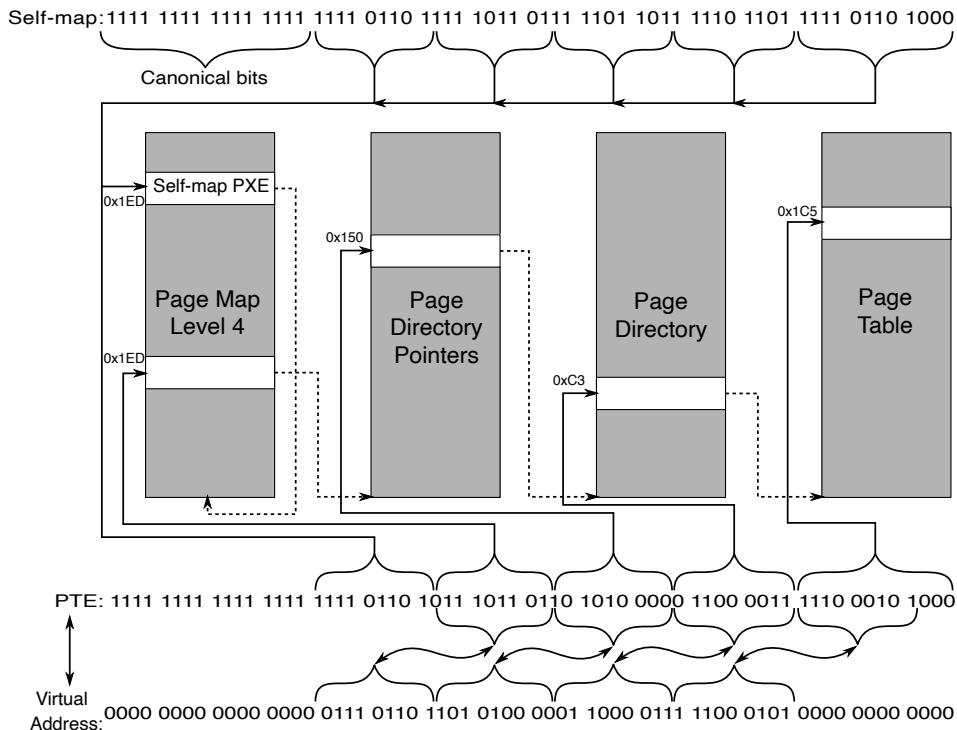 Self-map: 1111 1111 1111 1111 1111 0110 1111 1011 0111 1101 1011 1110 1101 1111 0110 1000
Canonical bits
Self-map PXE
0x1ED
0x1C5
0x150
Page Map
Level 4
Page
Directory
Pointers
Page
Directory
Page
Table
0x1ED
0xC3
PTE: 1111 1111 1111 1111 1111 0110 1011 1011 0110 1010 0000 1100 0011 1110 0010 1000
Virtual
Address: 0000 0000 0000 0000 0111 0110 1101 0100 0001 1000 0111 1100 0101 0000 0000 0000